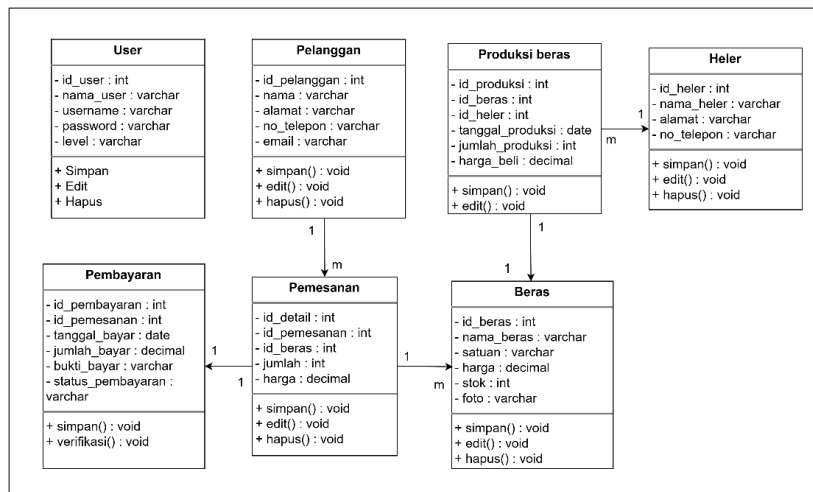 User
- id_user : int
- nama_user : varchar
- username : varchar
- password : varchar
- level : varchar
+ Simpan
+ Edit
+ Hapus
Pelanggan
- id_pelanggan : int
- nama : varchar
- alamat : varchar
- no_telepon : varchar
- email : varchar
+ simpan() : void
+ edit() : void
+ hapus() : void
Produksi beras
- id_produksi : int
- id_beras : int
- id_heler : int
- tanggal_produksi : date
- jumlah_produksi : int
- harga_beli : decimal
+ simpan() : void
+ edit() : void
m
1
Heler
- id_heler : int
- nama_heler : varchar
- alamat : varchar
- no_telepon : varchar
+ simpan() : void
+ edit() : void
+ hapus() : void
1
m
1
1
Pembayaran
- id_pembayaran : int
- id_pemesanan : int
- tanggal_bayar : date
- jumlah_bayar : decimal
- bukti_bayar : varchar
- status_pembayaran :
varchar
+ simpan() : void
+ verifikasi() : void
1
1
Pemesanan
- id_detail : int
- id_pemesanan : int
- id_beras : int
- jumlah : int
- harga : decimal
+ simpan() : void
+ edit() : void
+ hapus() : void
1
m
Beras
- id_beras : int
- nama_beras : varchar
- satuan : varchar
- harga : decimal
- stok : int
- foto : varchar
+ simpan() : void
+ edit() : void
+ hapus() : void